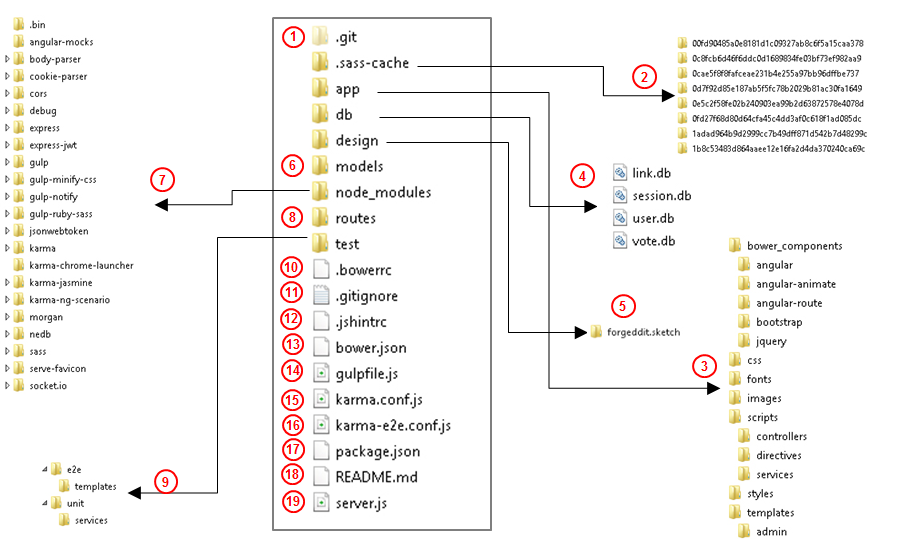 .bin
angular-mocks
body-parser
cookie-parser
cors
debug
express
express-jwt
gulp
gulp-minify-css
gulp-notify
gulp-ruby-sass
jsonwebtoken
karma
karma-chrome-launcher
karma-jasmine
karma-ng-scenario
morgan
nedb
sass
serve-favicon
socket.io
7
e2e
templates
unit
services
9
1 .git
.sass-cache
app
db
design
6 models
node_modules
8 routes
test
10 .bowerrc
11 .gitignore
12 .jshintrc
13 bower.json
14 gulpfile.js
15 karma.conf.js
16 karma-e2e.conf.js
17 package.json
18 README.md
19 server.js
2
00fd90485a0e8181d1c09327ab8c6f5a15caa378
0c8fcb6d46f6ddc0d1689834fe03bf73ef982aa9
0cae5f8f8fafceae231b4e255a97bb96dffbe737
0d7f92d85e187ab5f5fc78b2029b81ac30fa1649
0e5c2f58fe02b240903ea99b2d63872578e4078d
0fd27f68d80d64cfa45c4dd3af0c618f1ad085dc
1adad964b9d2999cc7b49dff871d542b7d48299c
1b8c53483d864aaee12e16fa2d4da370240ca69c
4
link.db
session.db
user.db
vote.db
5
forgeddit.sketch
3
bower_components
angular
angular-animate
angular-route
bootstrap
jquery
css
fonts
images
scripts
controllers
directives
services
styles
templates
admin